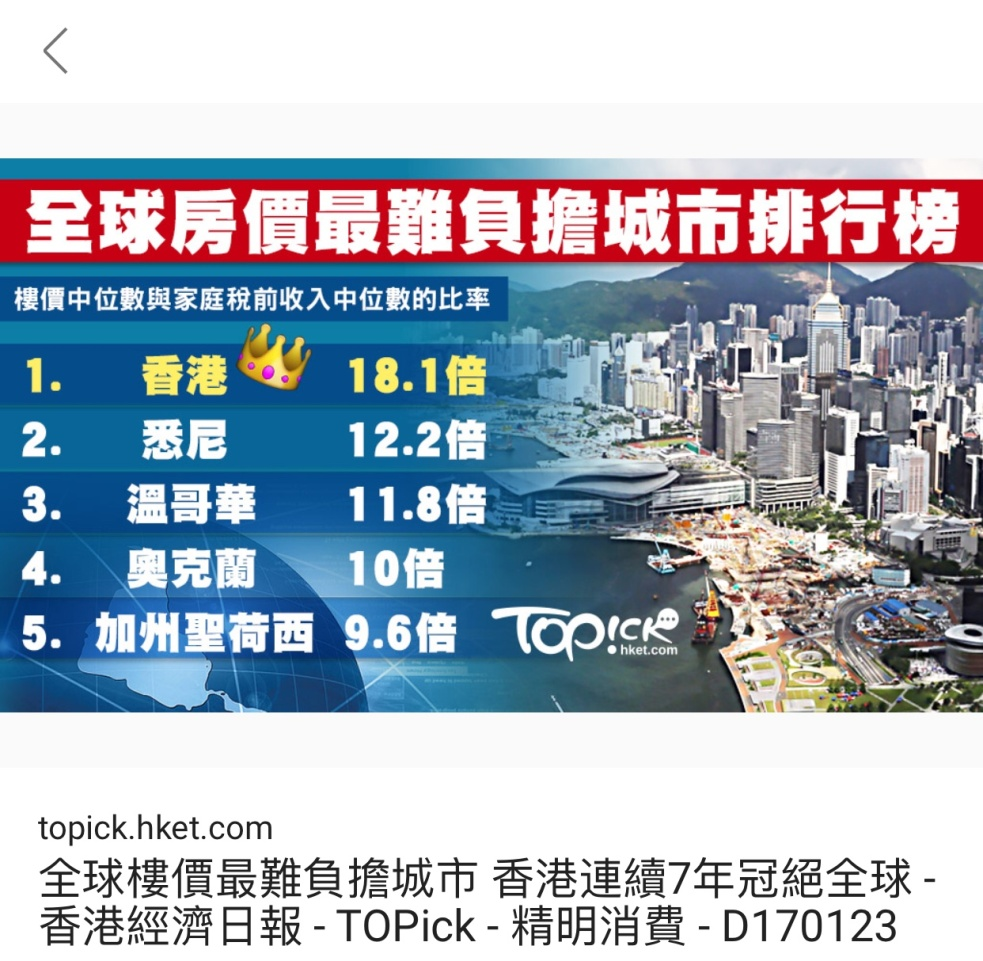 全球房價最難負擔城市排行榜
樓價中位數與家庭稅前收入中位數的比率
1. 香港 18.1倍
2. 悉尼 12.2倍
3. 溫哥華 11.8倍
4. 奧克蘭 10倍
5. 加州聖荷西 9.6倍
TOPick
hket.com
topick.hket.com
全球樓價最難負擔城市 香港連續7年冠絕全球 -
香港經濟日報 - TOPick - 精明消費 - D170123